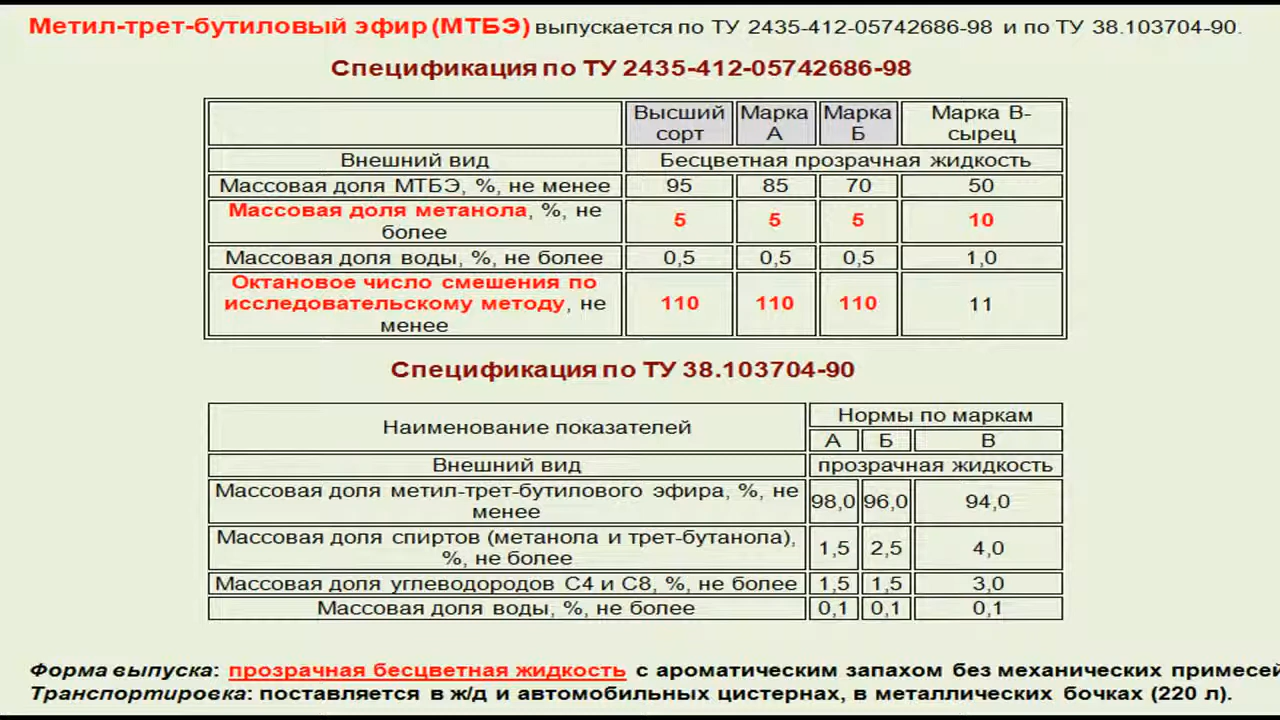 Метил-трет-бутиловый эфир (МТБЭ) выпускается по ТУ 2435-412-05742686-98 и по ТУ 38.103704-90.
Спецификация по ТУ 2435-412-05742686-98
Высший сорт Марка А Марка Б Марка В-сырец
Внешний вид Бесцветная прозрачная жидкость
Массовая доля МТБЭ, %, не менее 95 85 70 50
Массовая доля метанола, %, не более 5 5 5 10
Массовая доля воды, %, не более 0,5 0,5 0,5 1,0
Октановое число смешения по исследовательскому методу, не менее 110 110 110 11
Спецификация по ТУ 38.103704-90
Наименование показателей Нормы по маркам
А Б В
Внешний вид прозрачная жидкость
Массовая доля метил-трет-бутилового эфира, %, не менее 98,0 96,0 94,0
Массовая доля спиртов (метанола и трет-бутанола), %, не более 1,5 2,5 4,0
Массовая доля углеводородов С4 и С8, %, не более 1,5 1,5 3,0
Массовая доля воды, %, не более 0,1 0,1 0,1
Форма выпуска: прозрачная бесцветная жидкость с ароматическим запахом без механических примесей
Транспортировка: поставляется в ж/д и автомобильных цистернах, в металлических бочках (220 л).